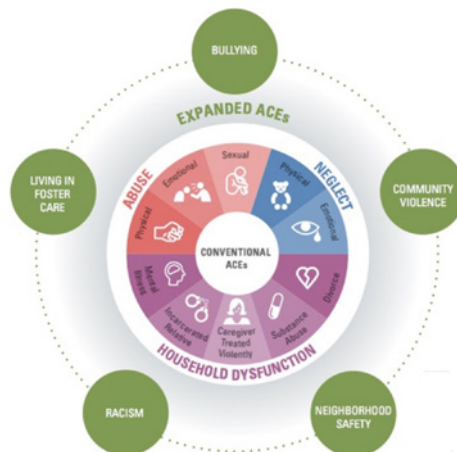 BULLYING
EXPANDED ACEs
LIVING IN
FOSTER
CARE
COMMUNITY
VIOLENCE
ABUSE
Physical
Emotional
Sexual
NEGLECT
Physical
Emotional
CONVENTIONAL
ACEs
Mental
Illness
Incarcerated
Relative
Caregiver
Treated
Violently
Substance
Abuse
Divorce
HOUSEHOLD DYSFUNCTION
RACISM
NEIGHBORHOOD
SAFETY